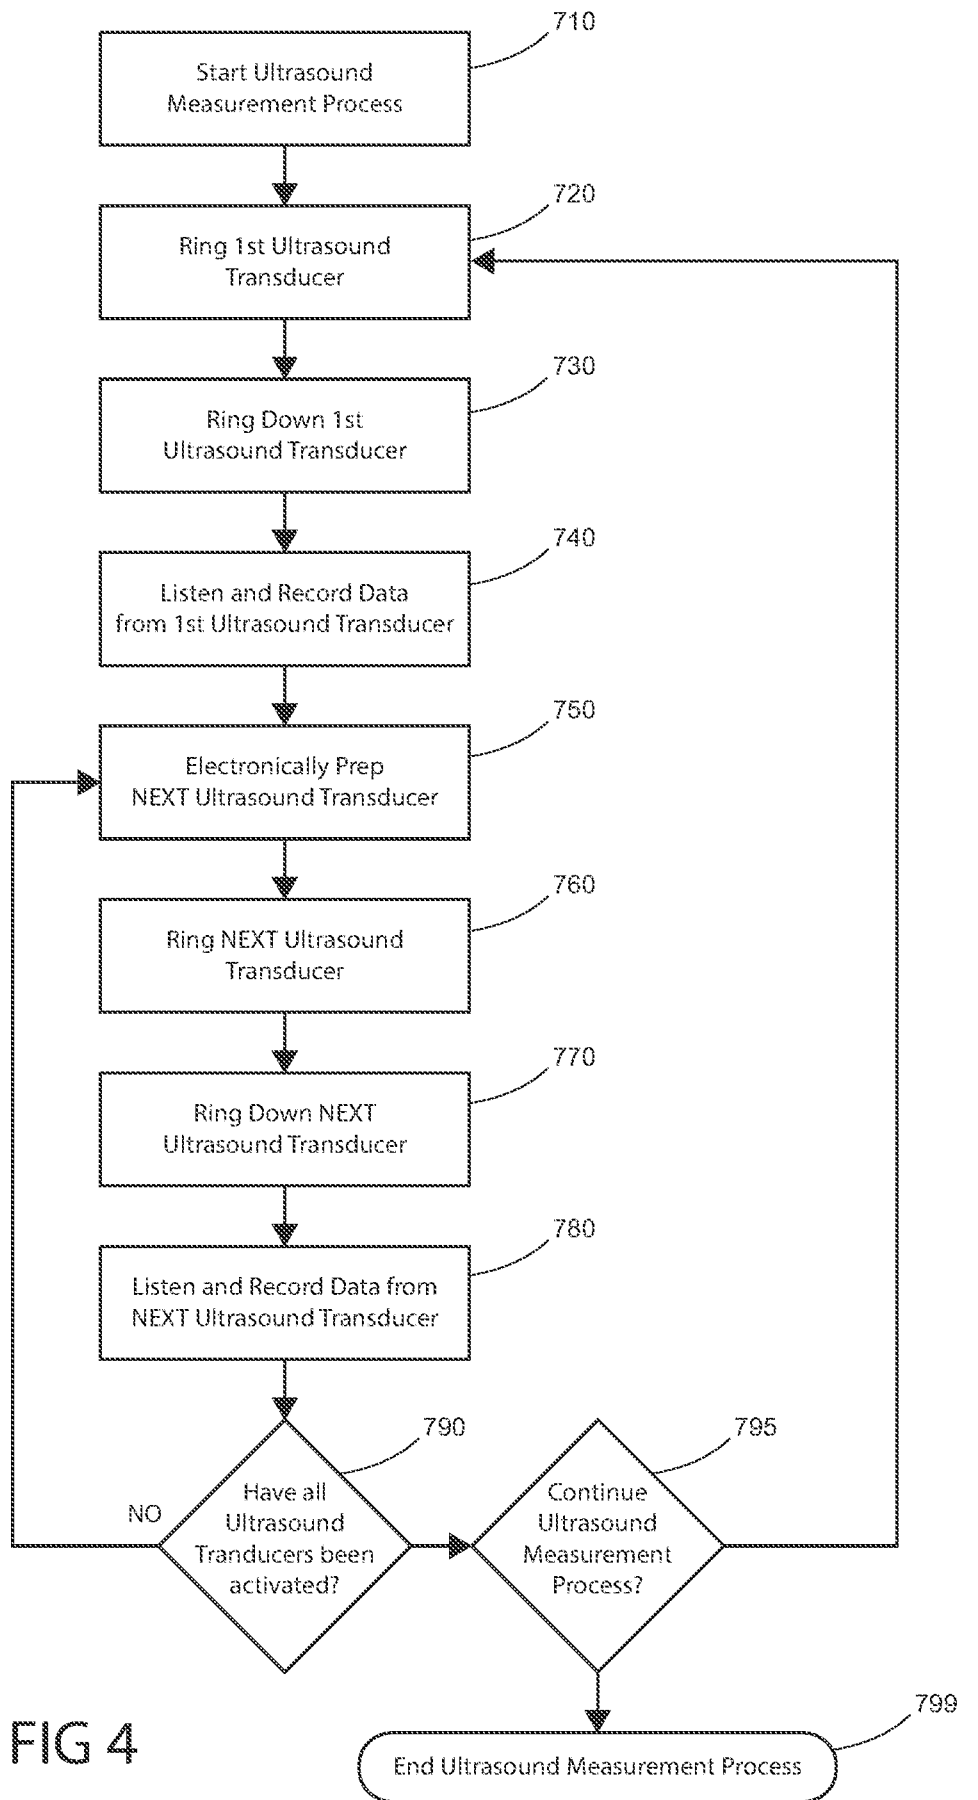 710
Start Ultrasound
Measurement Process
720
Ring 1st Ultrasound
Transducer
730
Ring Down 1st
Ultrasound Transducer
740
Listen and Record Data
from 1st Ultrasound Transducer
750
Electronically Prep
NEXT Ultrasound Transducer
760
Ring NEXT Ultrasound
Transducer
770
Ring Down NEXT
Ultrasound Transducer
780
Listen and Record Data from
NEXT Ultrasound Transducer
790
NO
Have all
Ultrasound
Tranducers been
activated?
795
Continue
Ultrasound
Measurement
Process?
799
End Ultrasound Measurement Process
FIG 4